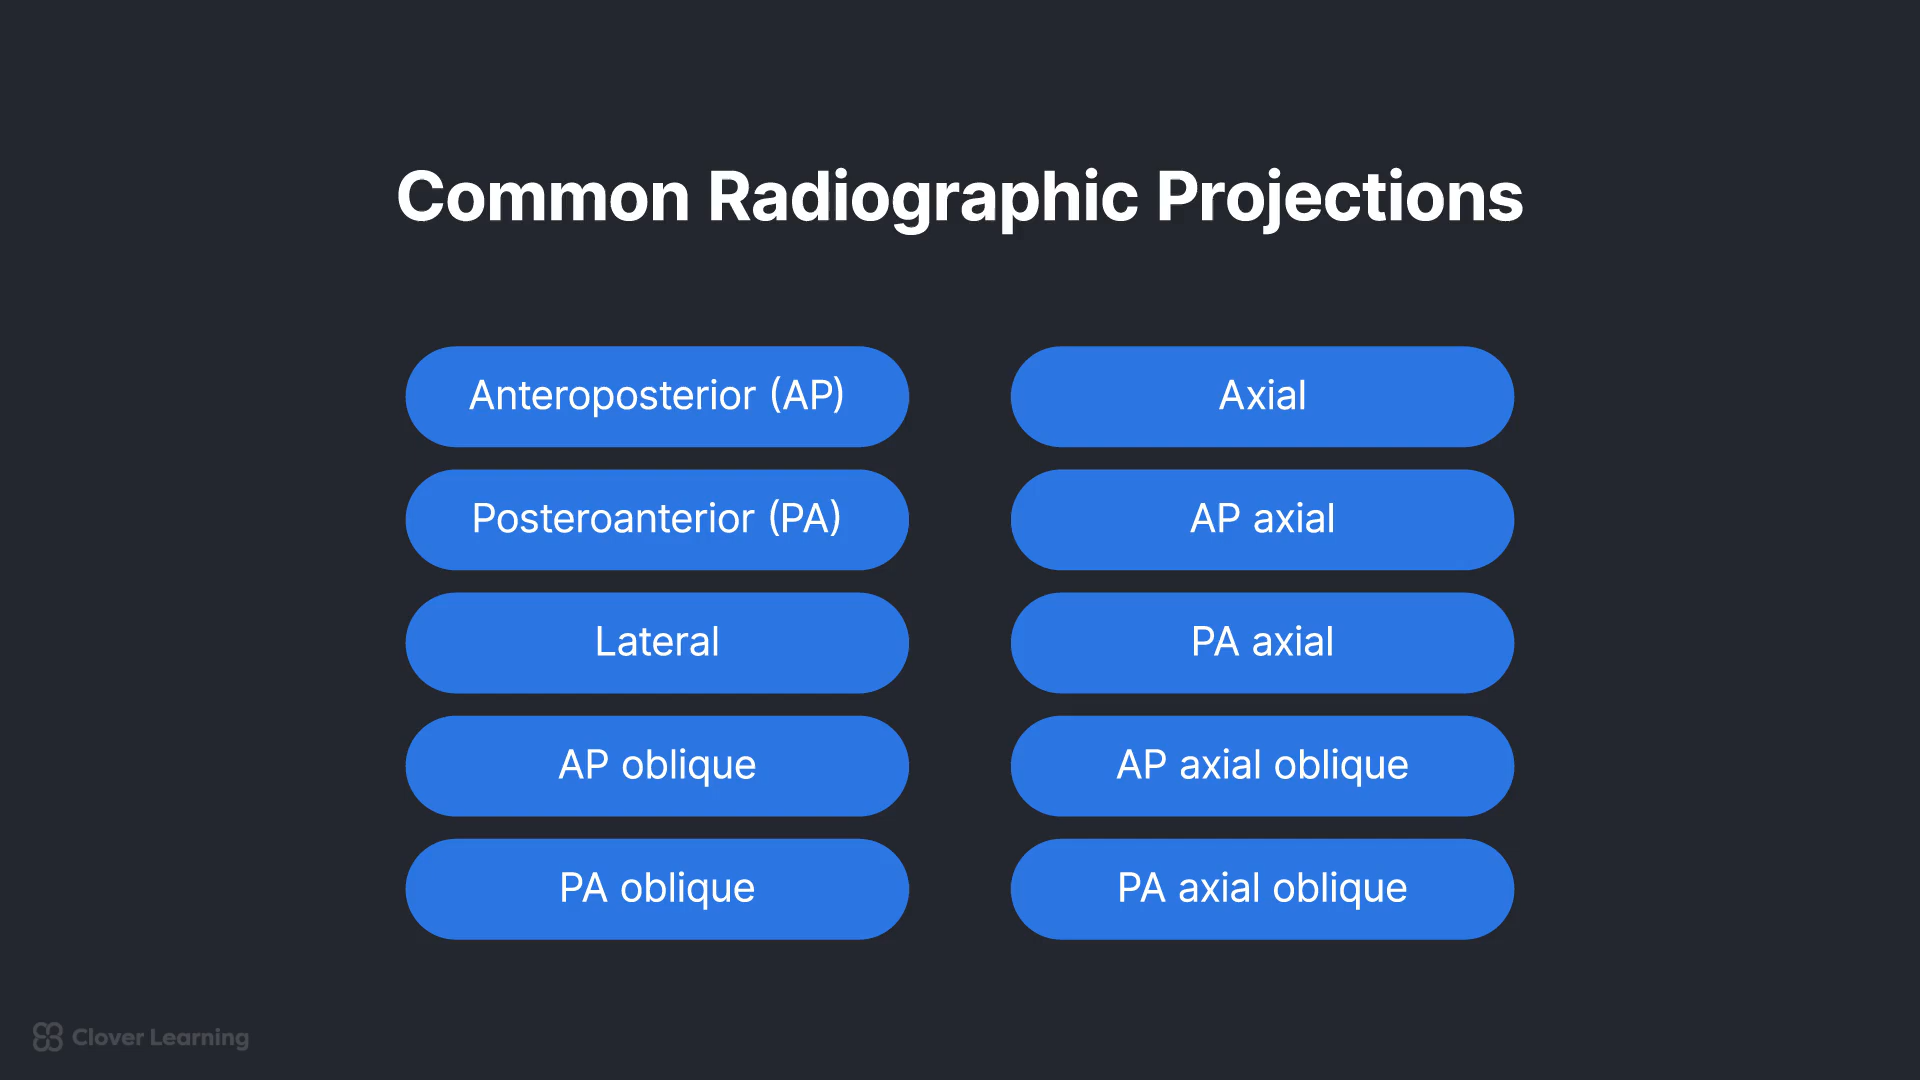 Common Radiographic Projections
Anteroposterior (AP)
Posteroanterior (PA)
Lateral
AP oblique
PA oblique
Axial
AP axial
PA axial
AP axial oblique
PA axial oblique
Clover Learning